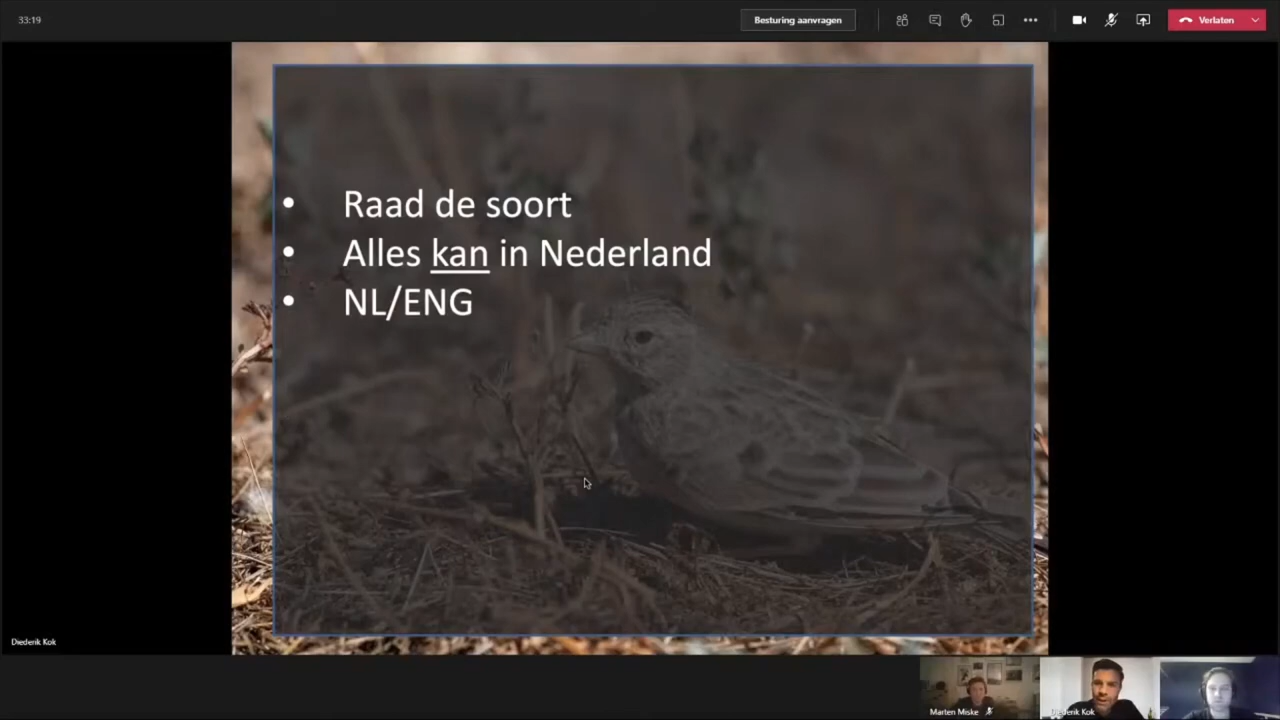 33:19
Besturing aanvragen
Verlaten
• Raad de soort
• Alles kan in Nederland
• NL/ENG
Diederik Kok
Marten Miske
Diederik Kok